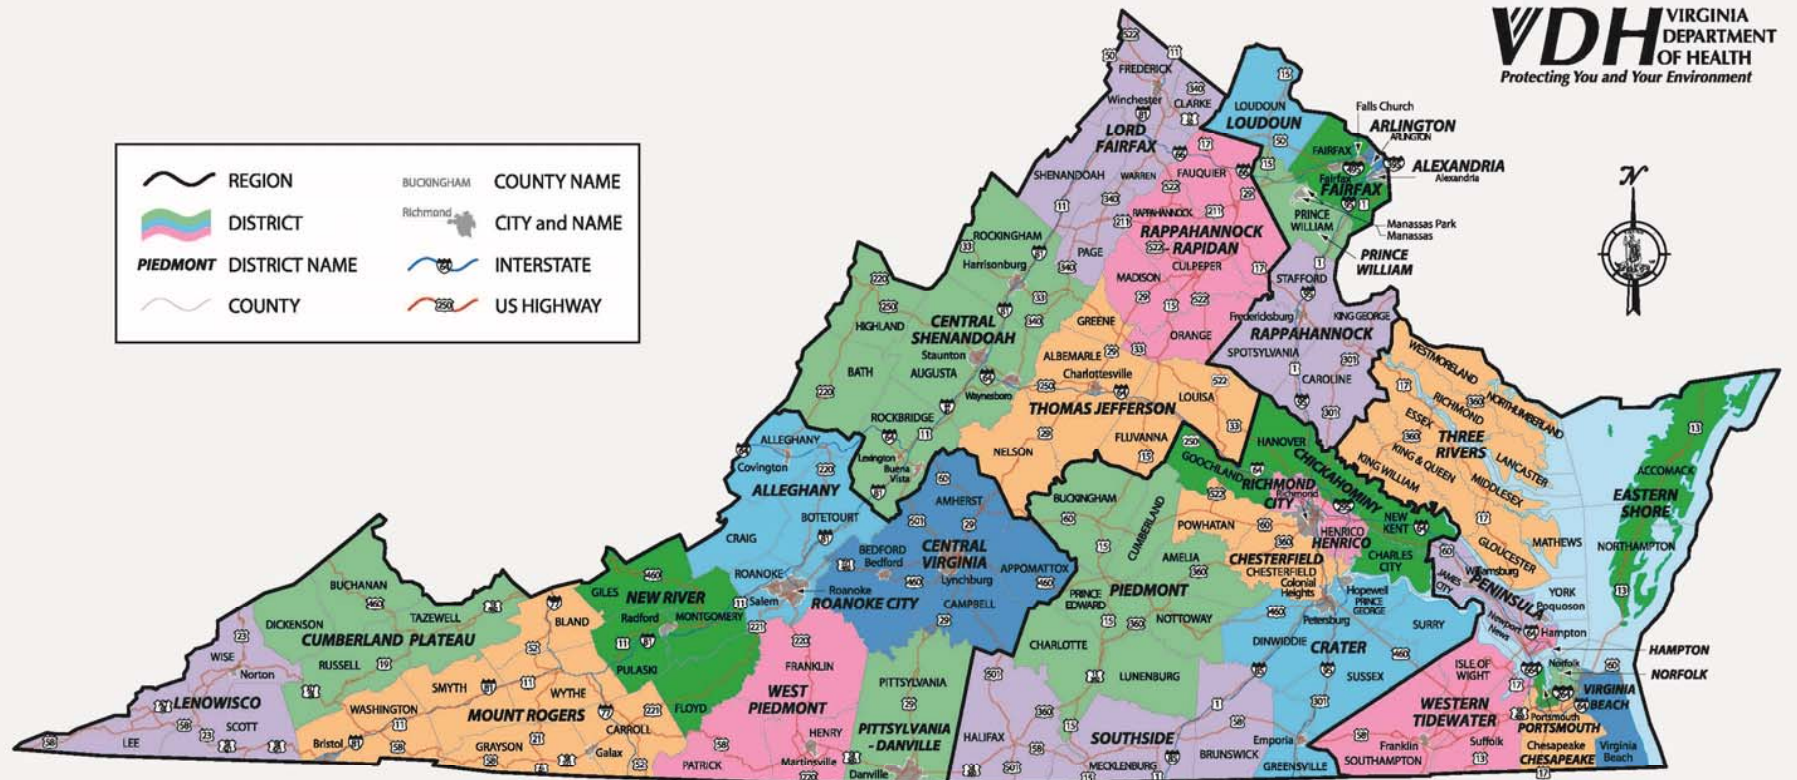 VDH VIRGINIA
DEPARTMENT
OF HEALTH
Protecting You and Your Environment
REGION
DISTRICT
PIEDMONT DISTRICT NAME
COUNTY
BUCKINGHAM COUNTY NAME
Richmond CITY and NAME
64 INTERSTATE
250 US HIGHWAY
N
FREDERICK
Winchester
CLARKE
LORD
FAIRFAX
SHENANDOAH
WARREN
PAGE
LOUDOUN
LOUDOUN
Falls Church
ARLINGTON
ARLINGTON
ALEXANDRIA
Alexandria
FAIRFAX
Fairfax
FAIRFAX
PRINCE
WILLIAM
Manassas Park
Manassas
PRINCE
WILLIAM
FAUQUIER
RAPPAHANNOCK
RAPPAHANNOCK
- RAPIDAN
CULPEPER
MADISON
ORANGE
STAFFORD
Fredericksburg
KING GEORGE
RAPPAHANNOCK
SPOTSYLVANIA
CAROLINE
ROCKINGHAM
Harrisonburg
HIGHLAND
CENTRAL
SHENANDOAH
Staunton
BATH
AUGUSTA
Waynesboro
ROCKBRIDGE
Lexington
Buena
Vista
GREENE
ALBEMARLE
Charlottesville
THOMAS JEFFERSON
LOUISA
FLUVANNA
NELSON
WESTMORELAND
NORTHUMBERLAND
RICHMOND
ESSEX
THREE
RIVERS
KING & QUEEN
KING WILLIAM
LANCASTER
MIDDLESEX
MATHEWS
GLOUCESTER
EASTERN
SHORE
ACCOMACK
NORTHAMPTON
ALLEGHANY
Covington
ALLEGHANY
BOTETOURT
CRAIG
ROANOKE
Salem
Roanoke
ROANOKE CITY
AMHERST
BEDFORD
Bedford
CENTRAL
VIRGINIA
Lynchburg
APPOMATTOX
CAMPBELL
HANOVER
GOOCHLAND
CHICKAHOMINY
NEW
KENT
CHARLES
CITY
RICHMOND
CITY
Richmond
HENRICO
HENRICO
POWHATAN
CHESTERFIELD
CHESTERFIELD
Colonial
Heights
BUCKINGHAM
CUMBERLAND
AMELIA
PRINCE
EDWARD
PIEDMONT
NOTTOWAY
CHARLOTTE
LUNENBURG
Hopewell
PRINCE
GEORGE
Petersburg
DINWIDDIE
CRATER
SURRY
SUSSEX
Emporia
GREENSVILLE
JAMES
CITY
Williamsburg
PENINSULA
YORK
Poquoson
Newport
News
Hampton
HAMPTON
Norfolk
NORFOLK
VIRGINIA
BEACH
Virginia
Beach
Portsmouth
PORTSMOUTH
Chesapeake
CHESAPEAKE
ISLE OF
WIGHT
WESTERN
TIDEWATER
Franklin
Suffolk
SOUTHAMPTON
BUCHANAN
DICKENSON
TAZEWELL
CUMBERLAND PLATEAU
RUSSELL
WISE
Norton
LENOWISCO
SCOTT
LEE
BLAND
SMYTH
WYTHE
WASHINGTON
MOUNT ROGERS
CARROLL
GRAYSON
Galax
Bristol
GILES
NEW RIVER
Radford
MONTGOMERY
PULASKI
FLOYD
FRANKLIN
WEST
PIEDMONT
HENRY
Martinsville
PATRICK
PITTSYLVANIA
PITTSYLVANIA
- DANVILLE
Danville
HALIFAX
SOUTHSIDE
MECKLENBURG
BRUNSWICK